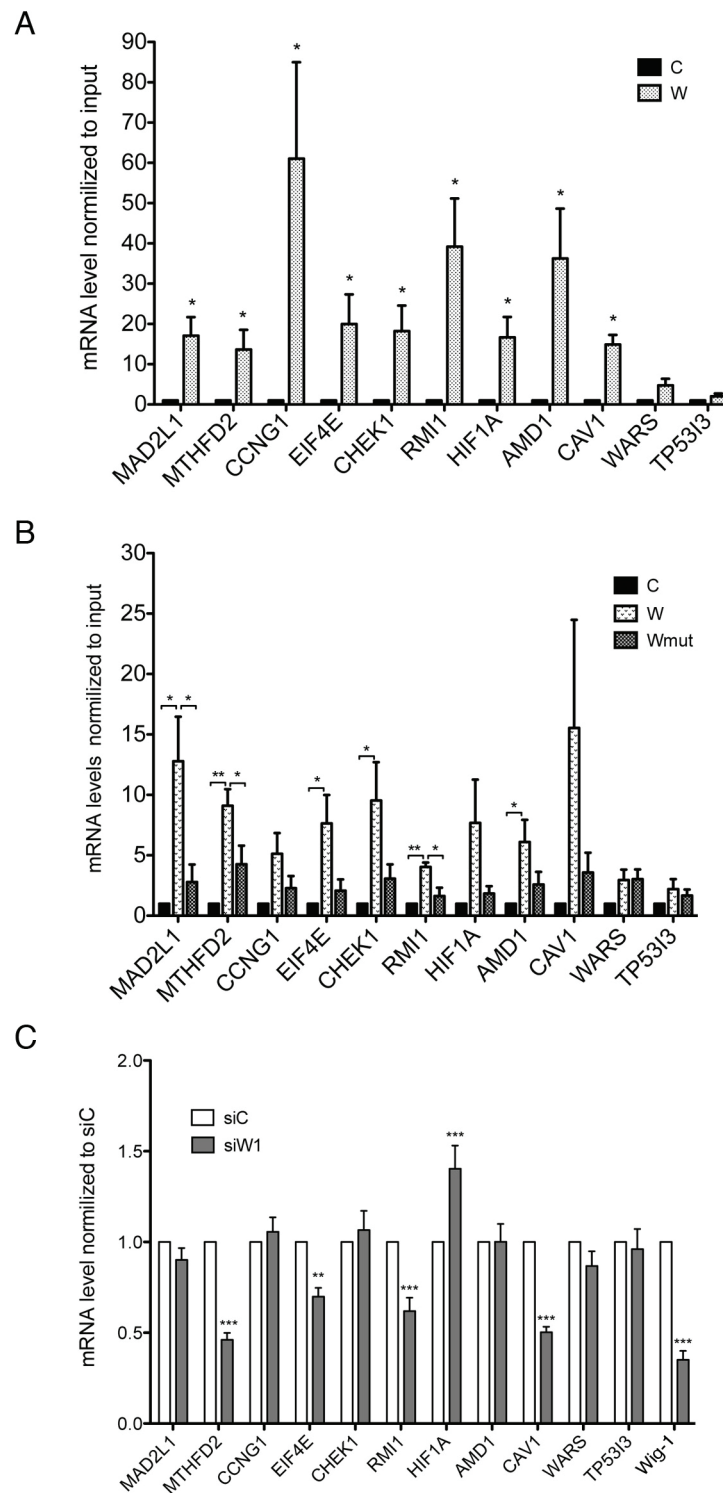 A
mRNA level normilized to input
90
80
70
60
50
40
30
20
10
0
C
W
*
*
*
*
*
*
*
*
*
MAD2L1
MTHFD2
CCNG1
EIF4E
CHEK1
RMI1
HIF1A
AMD1
CAV1
WARS
TP53I3
B
mRNA levels normilized to input
30
25
20
15
10
5
0
C
W
Wmut
* *
** *
*
*
** *
*
MAD2L1
MTHFD2
CCNG1
EIF4E
CHEK1
RMI1
HIF1A
AMD1
CAV1
WARS
TP53I3
C
mRNA level normilized to siC
2.0
1.5
1.0
0.5
0.0
siC
siW1
***
**
***
***
***
***
MAD2L1
MTHFD2
CCNG1
EIF4E
CHEK1
RMI1
HIF1A
AMD1
CAV1
WARS
TP53I3
Wig-1